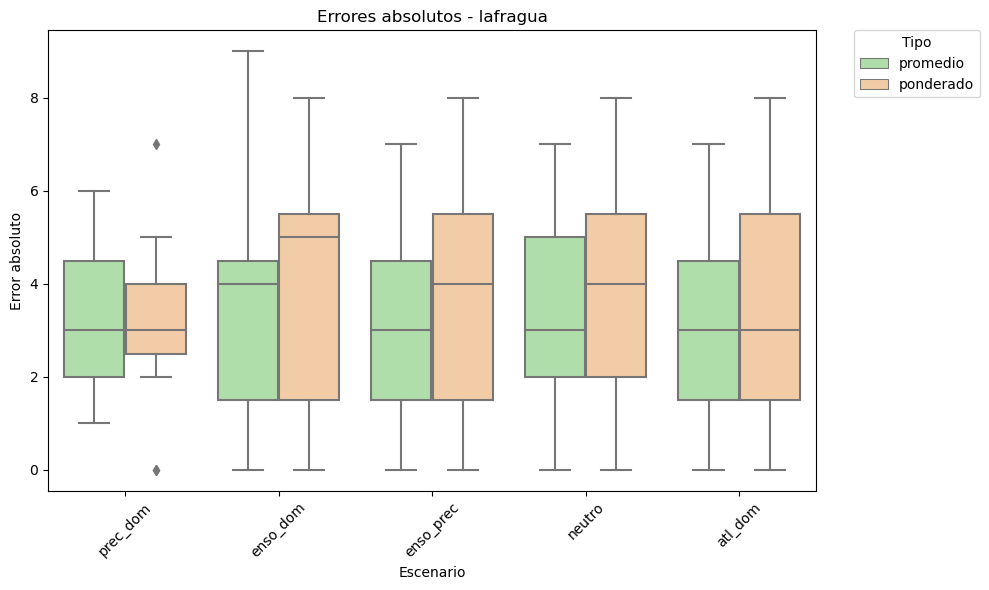 Errores absolutos - lafragua
Tipo
promedio
ponderado
Error absoluto
8
6
4
2
0
prec_dom
enso_dom
enso_prec
neutro
atl_dom
Escenario